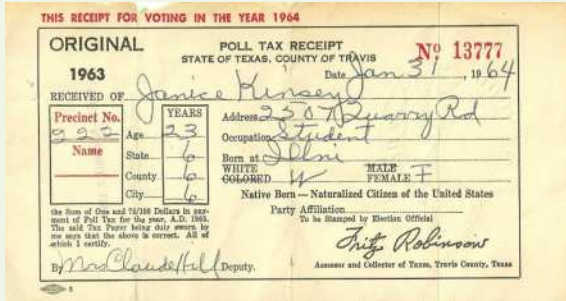 THIS RECEIPT FOR VOTING IN THE YEAR 1964
ORIGINAL
POLL TAX RECEIPT
STATE OF TEXAS, COUNTY OF TRAVIS
Nº 13777
1963
Date Jan 31, 1964
RECEIVED OF Janice Kinsey
Precinct No.
222
Name
YEARS
Age 23
State 6
County 6
City 6
Address 2507 Quarry Rd
Occupation Student
Born at Illni
WHITE
COLORED W
MALE
FEMALE F
Native Born — Naturalized Citizen of the United States
the Sum of One and 75/100 Dollars in pay-
ment of Poll Tax for the year, A.D. 1963.
The said Tax Payer being duly sworn by
me says that the above is correct. All of
which I certify.
Party Affiliation
To be Stamped by Election Official
Fritz Robinson
By Mrs Claude Hill Deputy.
Assessor and Collector of Taxes, Travis County, Texas